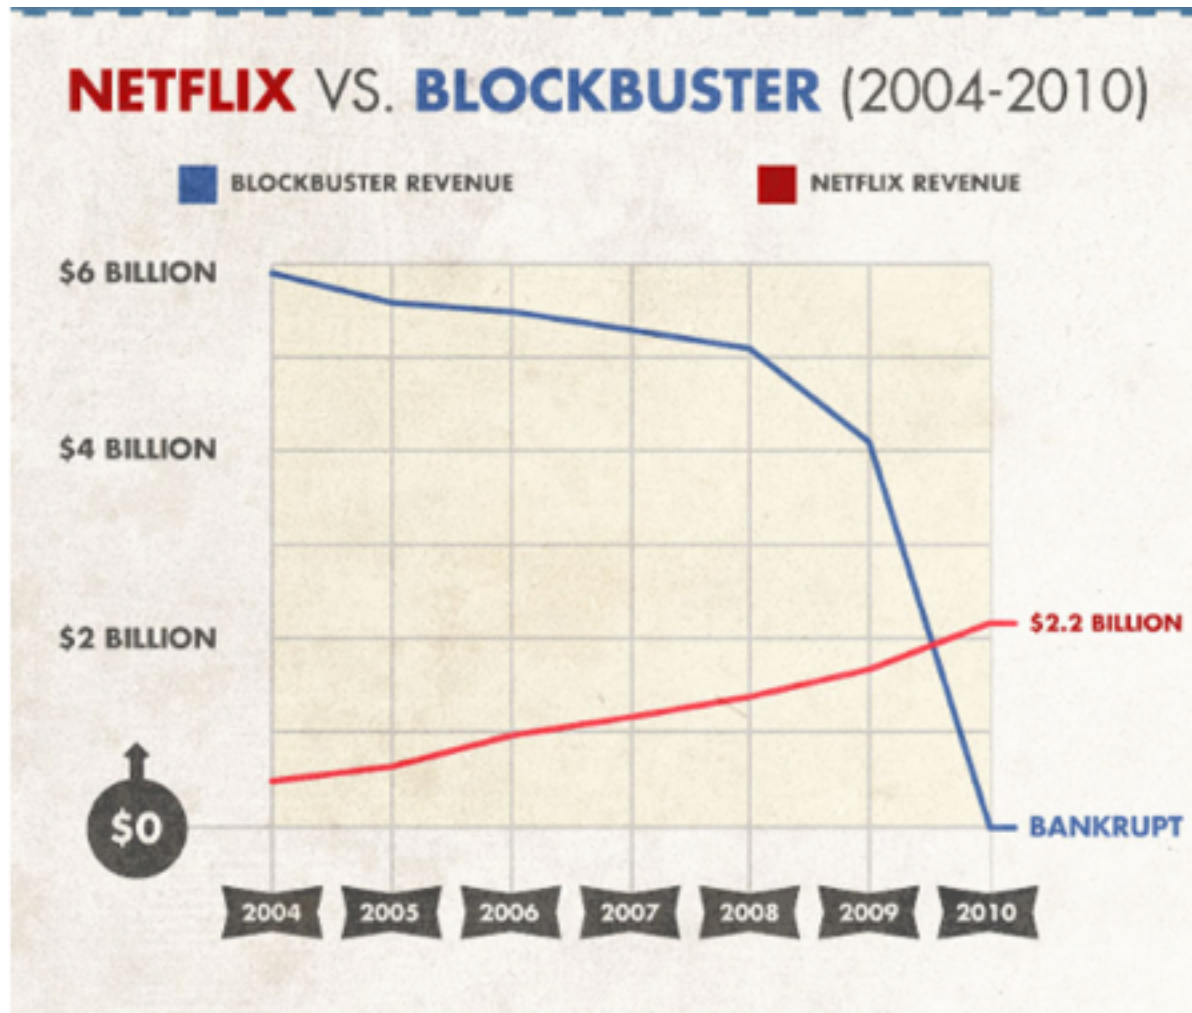 NETFLIX VS. BLOCKBUSTER (2004-2010)
BLOCKBUSTER REVENUE
NETFLIX REVENUE
$6 BILLION
$4 BILLION
$2 BILLION
$2.2 BILLION
$0
BANKRUPT
2004 2005 2006 2007 2008 2009 2010